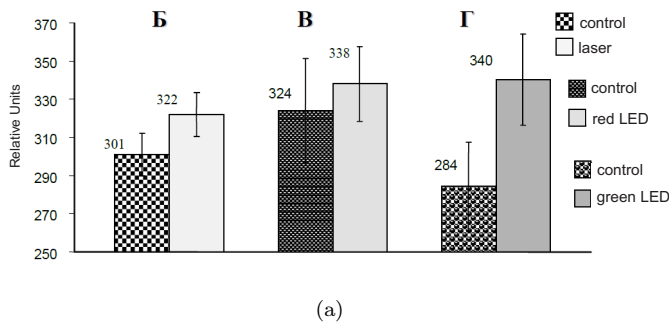 Б В Г
Relative Units
370
350
330
310
290
270
250
301
322
324
338
284
340
control
laser
control
red LED
control
green LED
(a)